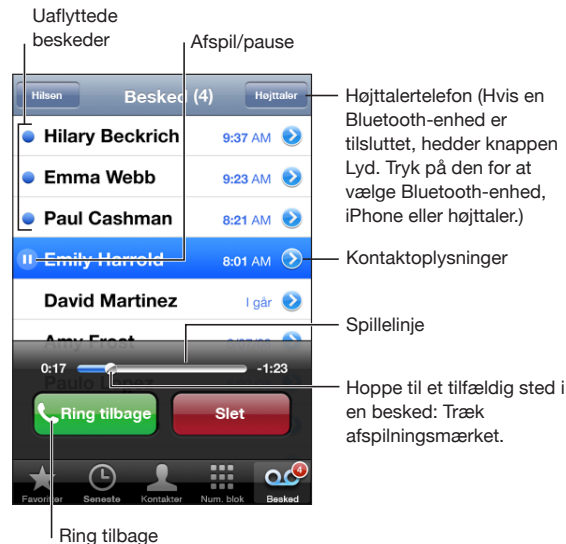 Uaflyttede
beskeder
Afspil/pause
Hilsen
Besked (4)
Højttaler
Hilary Beckrich 9:37 AM
Emma Webb 9:23 AM
Paul Cashman 8:21 AM
Emily Harrold 8:01 AM
David Martinez I går
Amy Frost
0:17
-1:23
Paulo Lopez
Ring tilbage
Slet
Favoritter
Seneste
Kontakter
Num. blok
Besked
4
Højttalertelefon (Hvis en
Bluetooth-enhed er
tilsluttet, hedder knappen
Lyd. Tryk på den for at
vælge Bluetooth-enhed,
iPhone eller højttaler.)
Kontaktoplysninger
Spillelinje
Hoppe til et tilfældig sted i
en besked: Træk
afspilningsmærket.
Ring tilbage